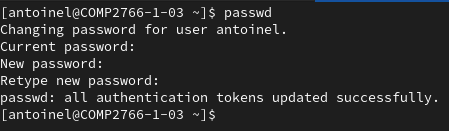 [antoinel@COMP2766-1-03 ~]$ passwd
Changing password for user antoinel.
Current password:
New password:
Retype new password:
passwd: all authentication tokens updated successfully.
[antoinel@COMP2766-1-03 ~]$